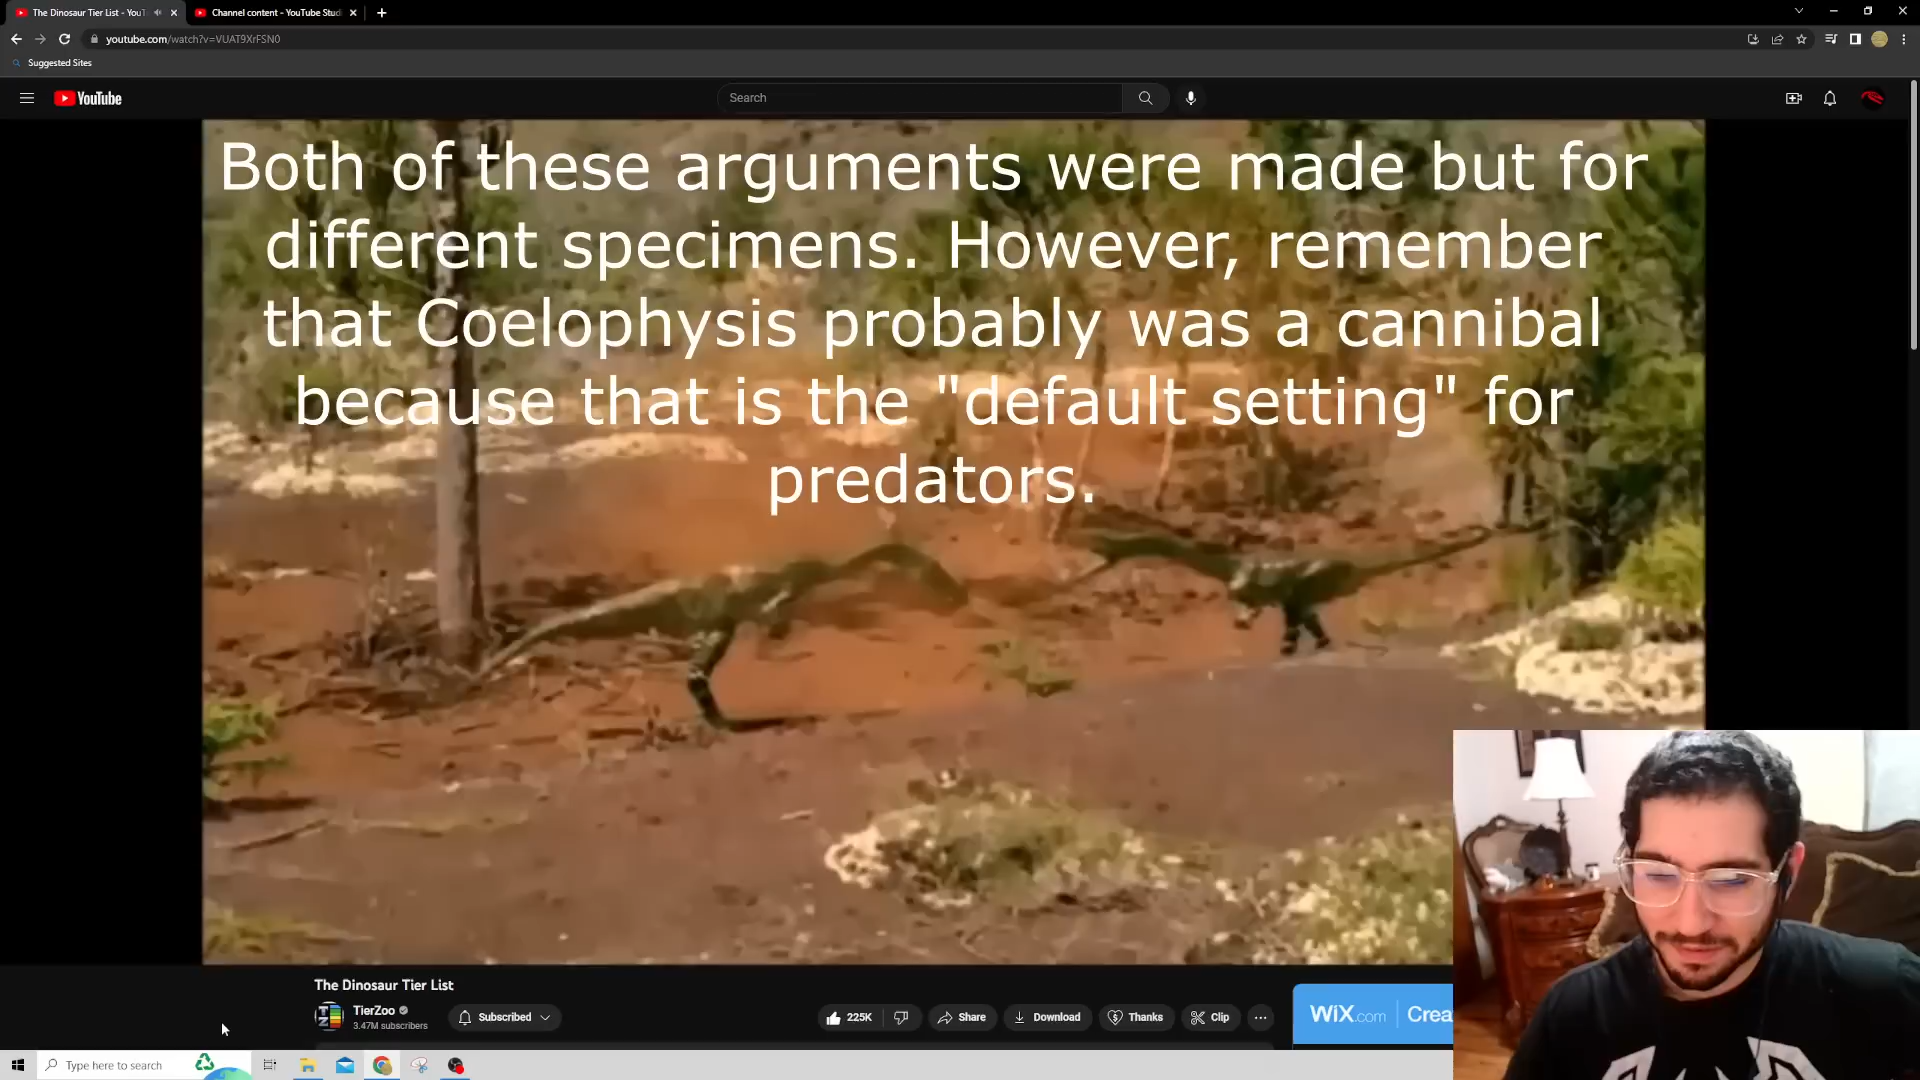 The Dinosaur Tier List - YouT
Channel content - YouTube Stud
youtube.com/watch?v=VUAT9XrFSN0
Suggested Sites
YouTube
Search
Both of these arguments were made but for
different specimens. However, remember
that Coelophysis probably was a cannibal
because that is the "default setting" for
predators.
The Dinosaur Tier List
TierZoo
3.47M subscribers
Subscribed
225K
Share
Download
Thanks
Clip
WiX.com
Crea
Type here to search